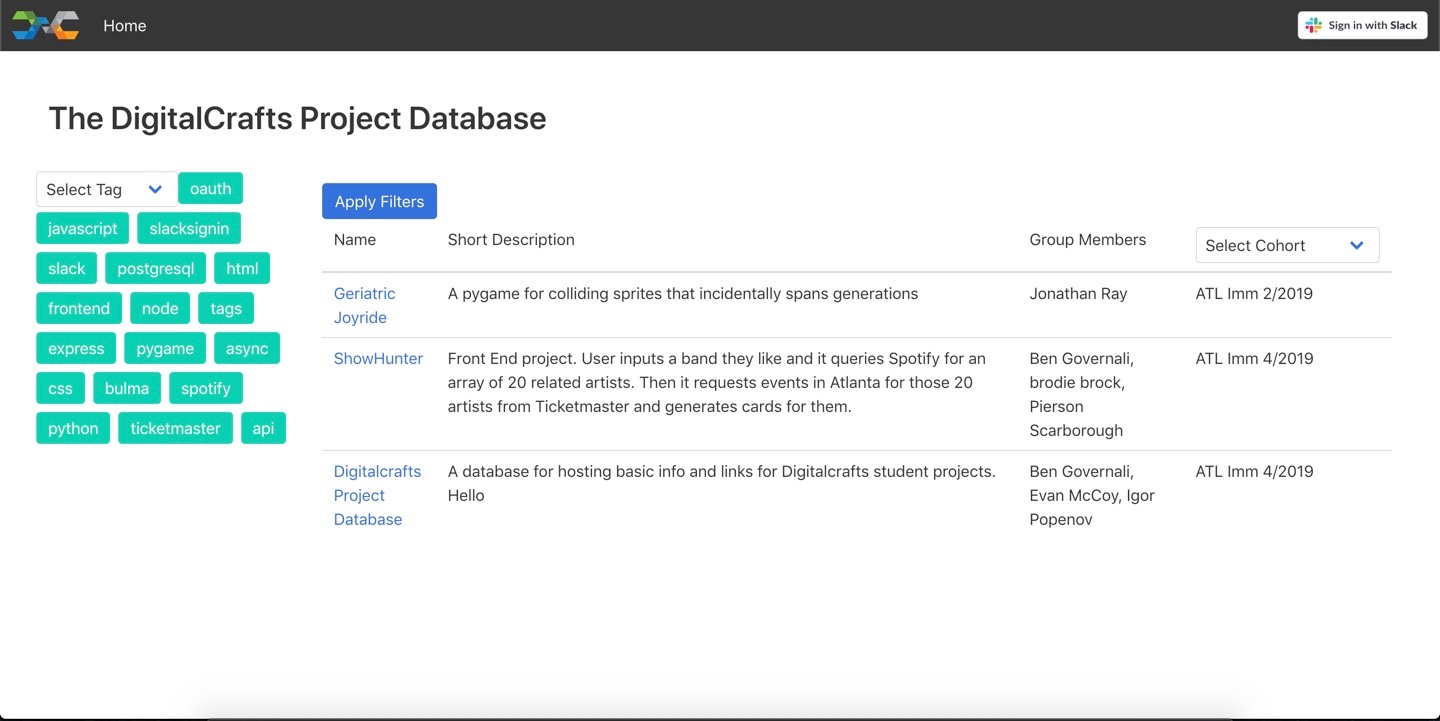 Home
Sign in with Slack
The DigitalCrafts Project Database
Select Tag
oauth
javascript slacksignin
slack postgresql html
frontend node tags
express pygame async
css bulma spotify
python ticketmaster api
Apply Filters
Name Short Description Group Members Select Cohort
Geriatric
Joyride
A pygame for colliding sprites that incidentally spans generations
Jonathan Ray
ATL Imm 2/2019
ShowHunter
Front End project. User inputs a band they like and it queries Spotify for an
array of 20 related artists. Then it requests events in Atlanta for those 20
artists from Ticketmaster and generates cards for them.
Ben Governali,
brodie brock,
Pierson
Scarborough
ATL Imm 4/2019
Digitalcrafts
Project
Database
A database for hosting basic info and links for Digitalcrafts student projects.
Hello
Ben Governali,
Evan McCoy, Igor
Popenov
ATL Imm 4/2019